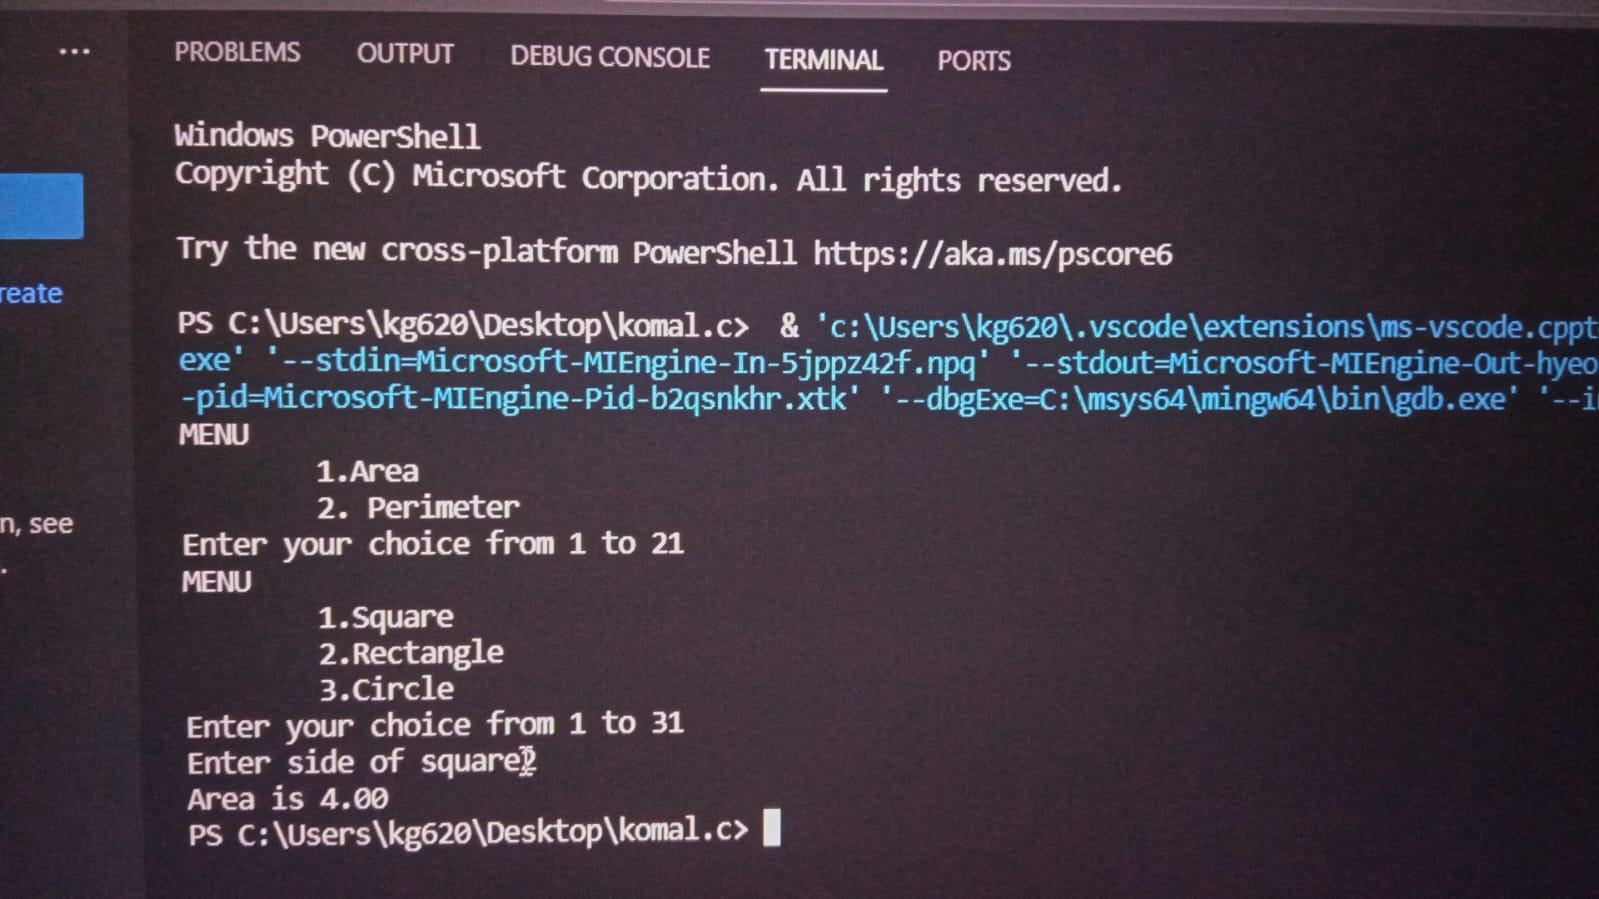 PROBLEMS OUTPUT DEBUG CONSOLE TERMINAL PORTS
Windows PowerShell
Copyright (C) Microsoft Corporation. All rights reserved.
Try the new cross-platform PowerShell https://aka.ms/pscore6
reate
PS C:\Users\kg620\Desktop\komal.c> & 'c:\Users\kg620\.vscode\extensions\ms-vscode.cppt
exe' '--stdin=Microsoft-MIEngine-In-5jppz42f.npq' '--stdout=Microsoft-MIEngine-Out-hyeo
-pid=Microsoft-MIEngine-Pid-b2qsnkhr.xtk' '--dbgExe=C:\msys64\mingw64\bin\gdb.exe' '--i
MENU
1.Area
2. Perimeter
n, see
.
Enter your choice from 1 to 21
MENU
1.Square
2.Rectangle
3.Circle
Enter your choice from 1 to 31
Enter side of square2
Area is 4.00
PS C:\Users\kg620\Desktop\komal.c>